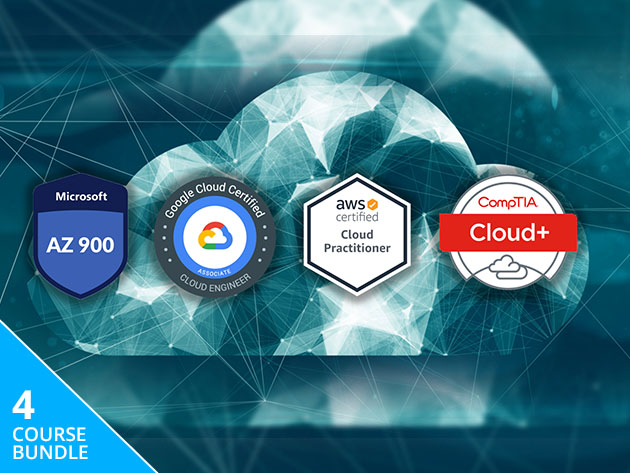 Microsoft
AZ 900
Google Cloud Certified
ASSOCIATE
CLOUD ENGINEER
aws
certified
Cloud
Practitioner
CompTIA
Cloud+
4
COURSE
BUNDLE